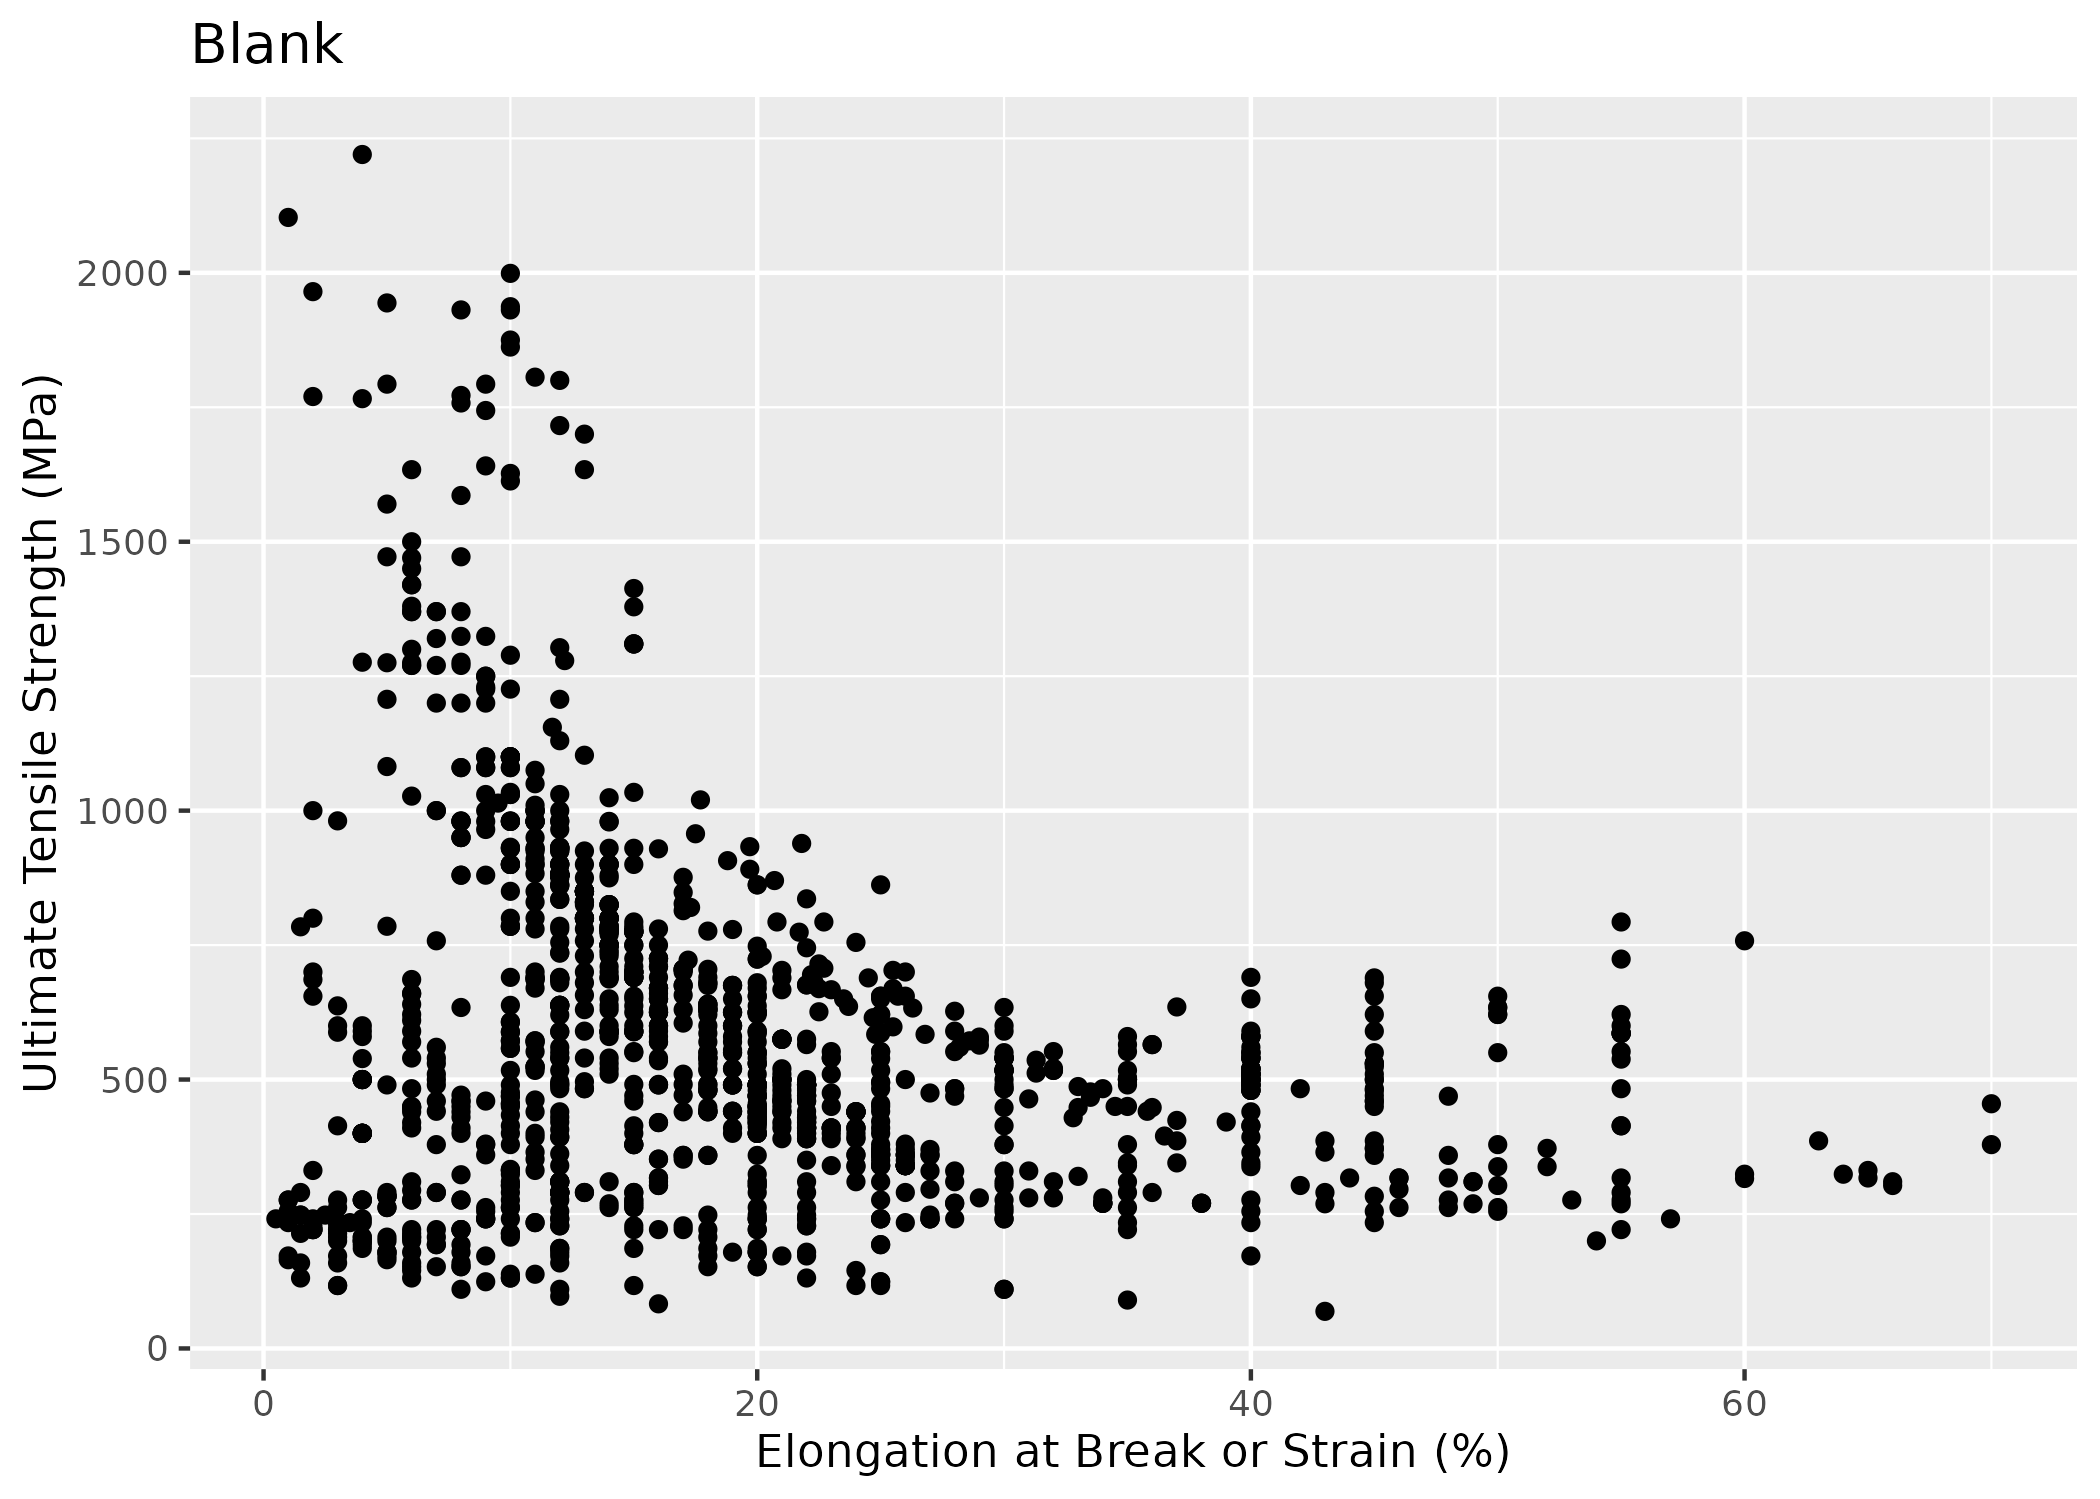 Blank
Ultimate Tensile Strength (MPa)
2000
1500
1000
500
0
0 20 40 60
Elongation at Break or Strain (%)